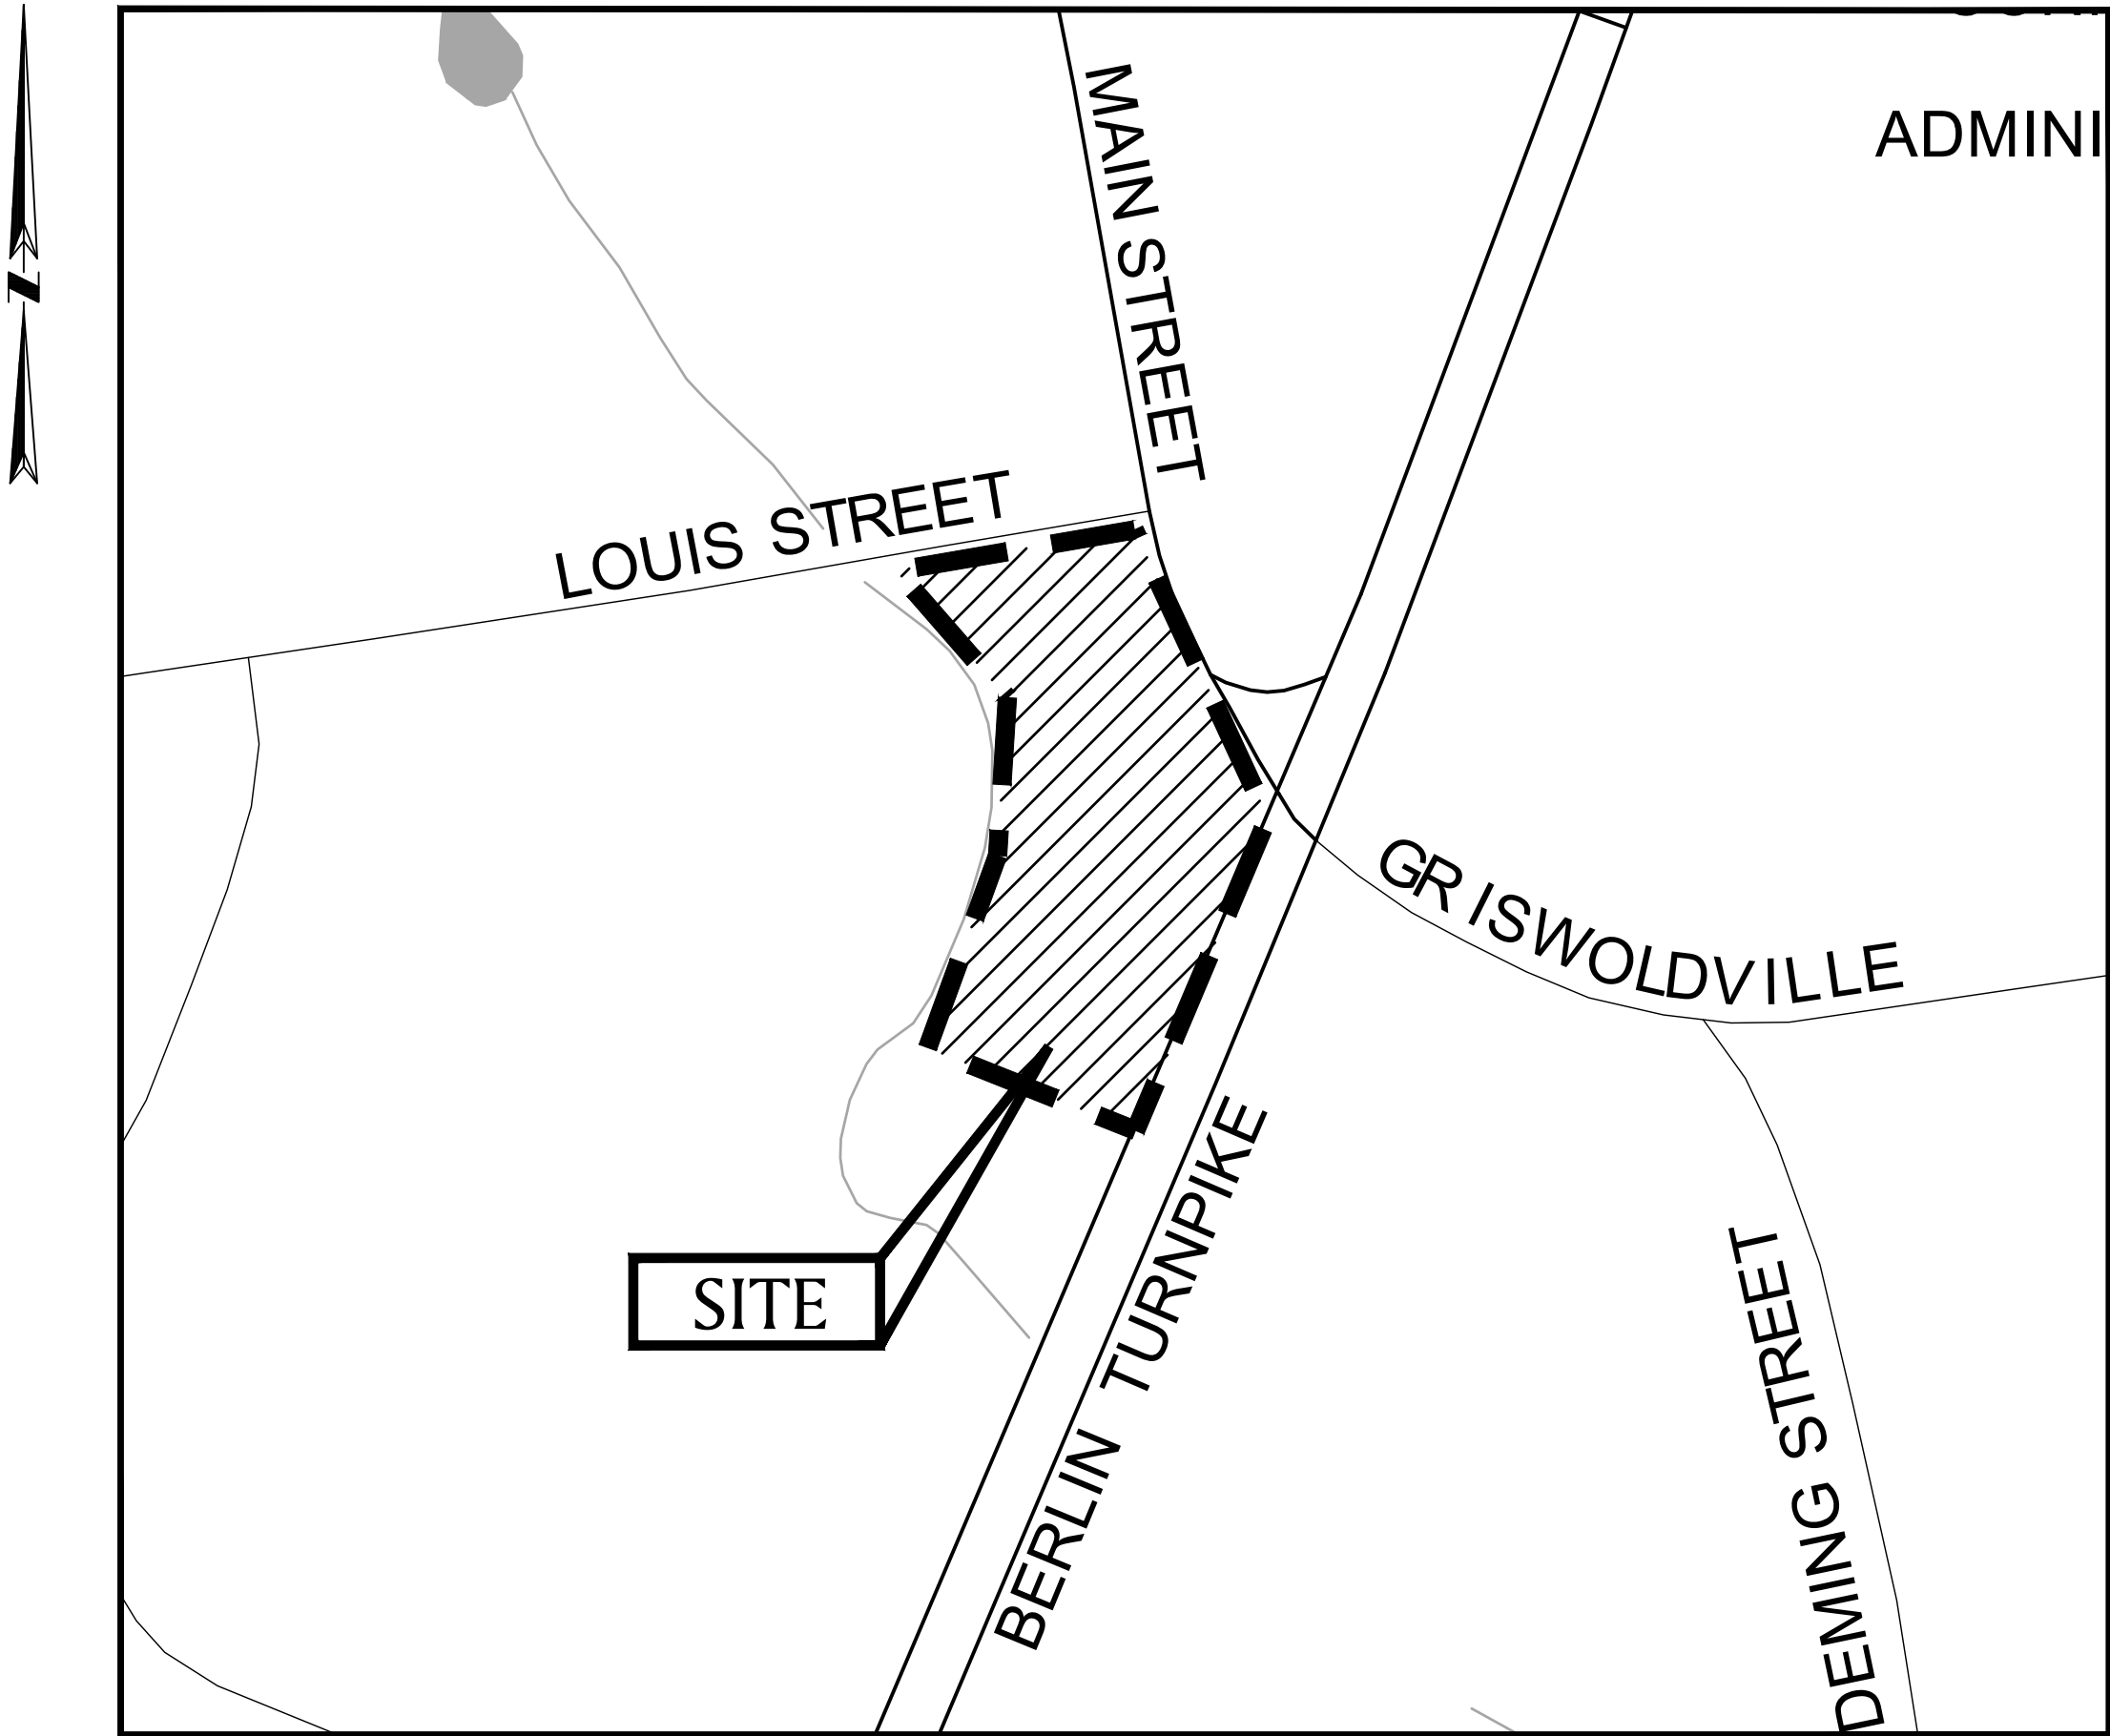 N
ADMINI
MAIN STREET
LOUIS STREET
GRISWOLDVILLE
BERLIN TURNPIKE
SITE
DEMING STREET